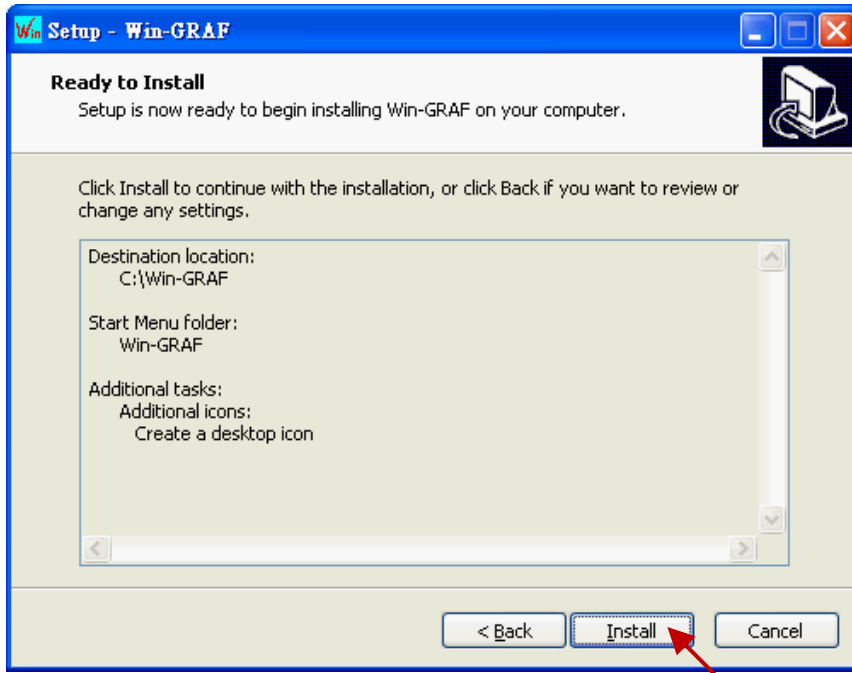 Win Setup - Win-GRAF
Ready to Install
Setup is now ready to begin installing Win-GRAF on your computer.
Click Install to continue with the installation, or click Back if you want to review or
change any settings.
Destination location:
C:\Win-GRAF
Start Menu folder:
Win-GRAF
Additional tasks:
Additional icons:
Create a desktop icon
< Back Install Cancel